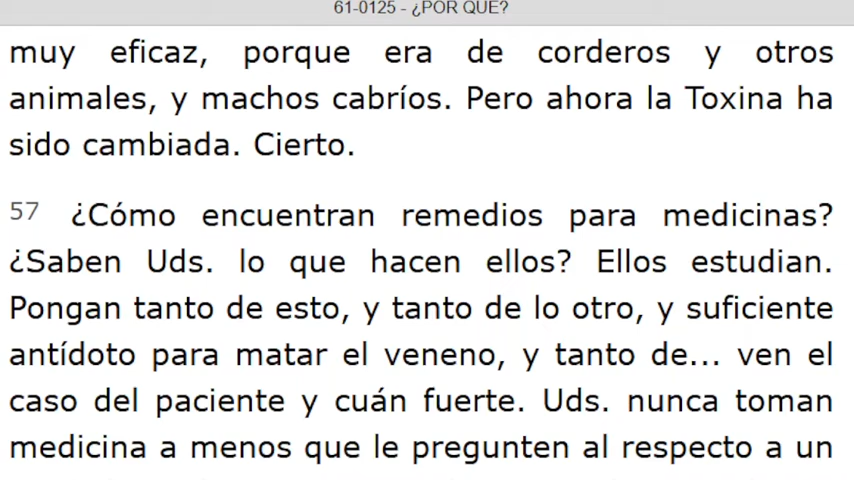 61-0125 - ¿POR QUE?
muy eficaz, porque era de corderos y otros
animales, y machos cabríos. Pero ahora la Toxina ha
sido cambiada. Cierto.
57 ¿Cómo encuentran remedios para medicinas?
¿Saben Uds. lo que hacen ellos? Ellos estudian.
Pongan tanto de esto, y tanto de lo otro, y suficiente
antídoto para matar el veneno, y tanto de... ven el
caso del paciente y cuán fuerte. Uds. nunca toman
medicina a menos que le pregunten al respecto a un